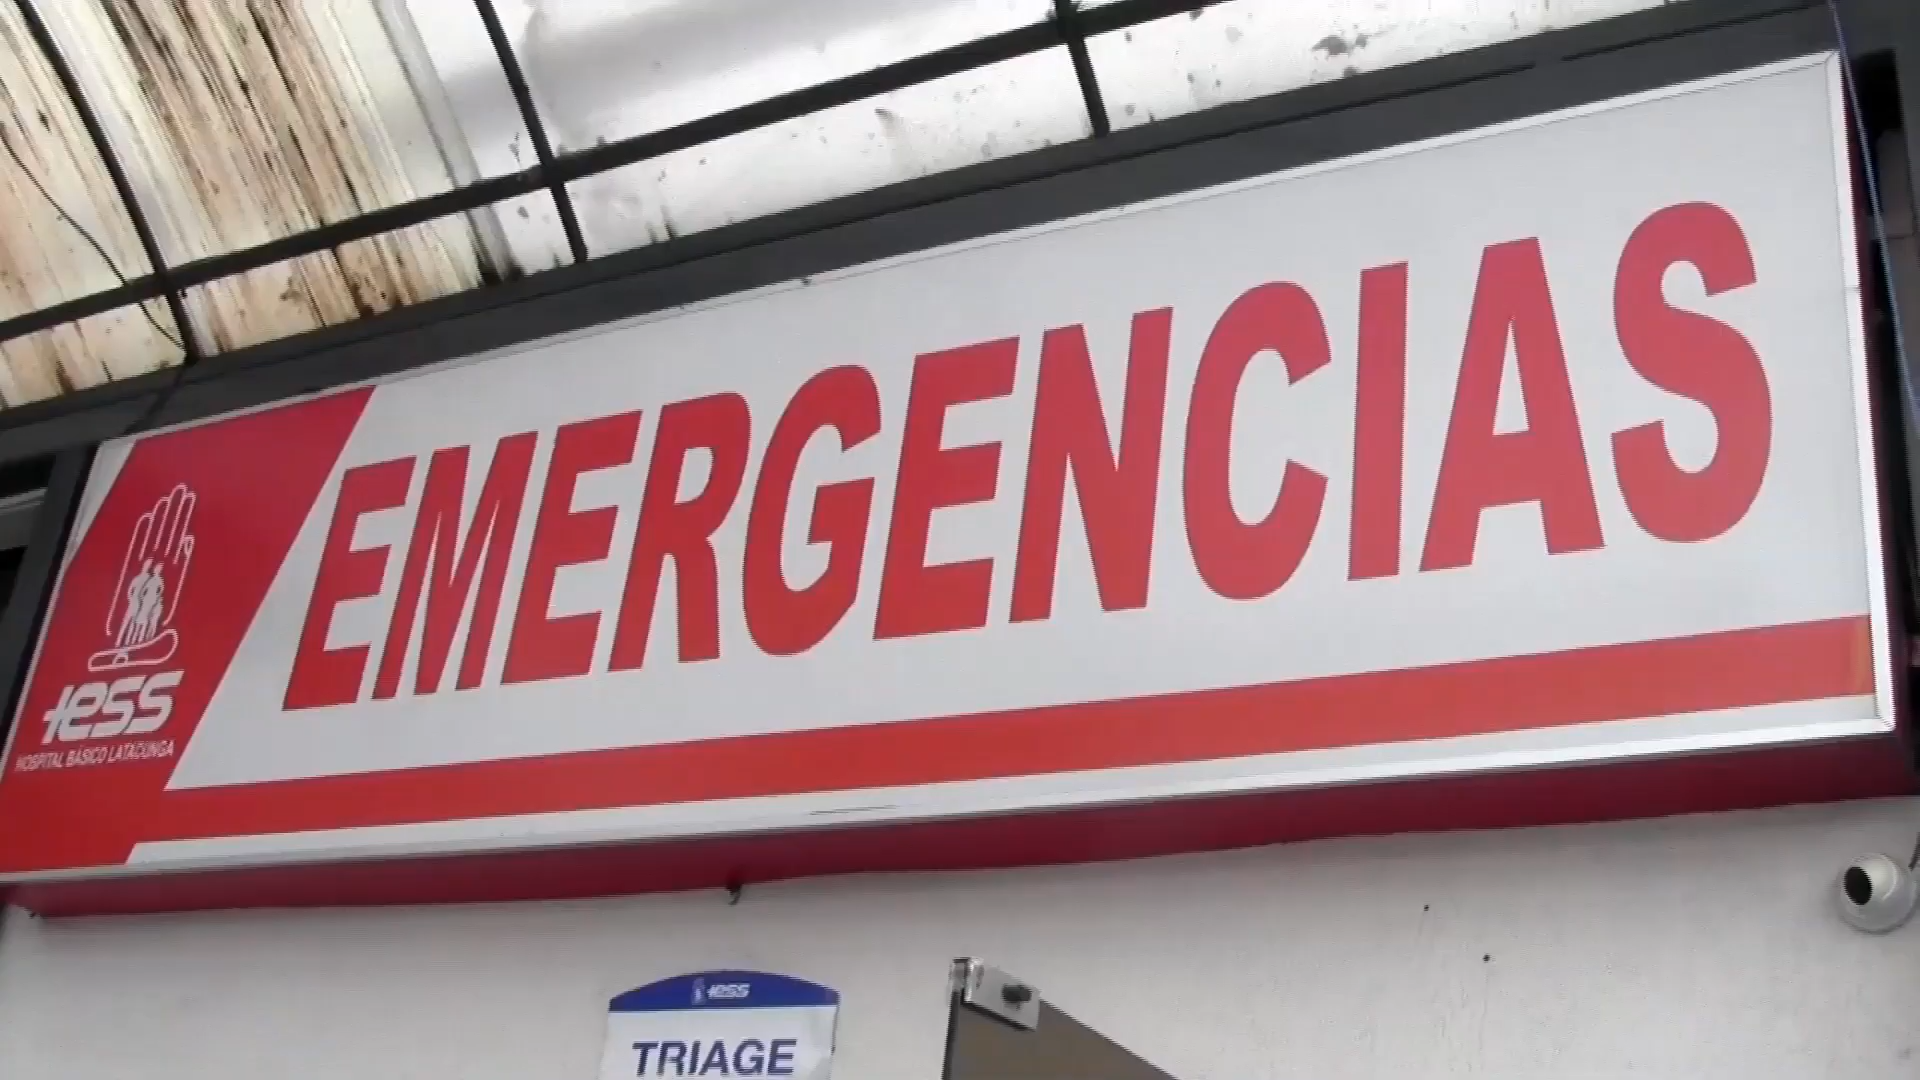 EMERGENCIAS
IESS
HOSPITAL BÁSICO LATACUNGA
IESS
TRIAGE